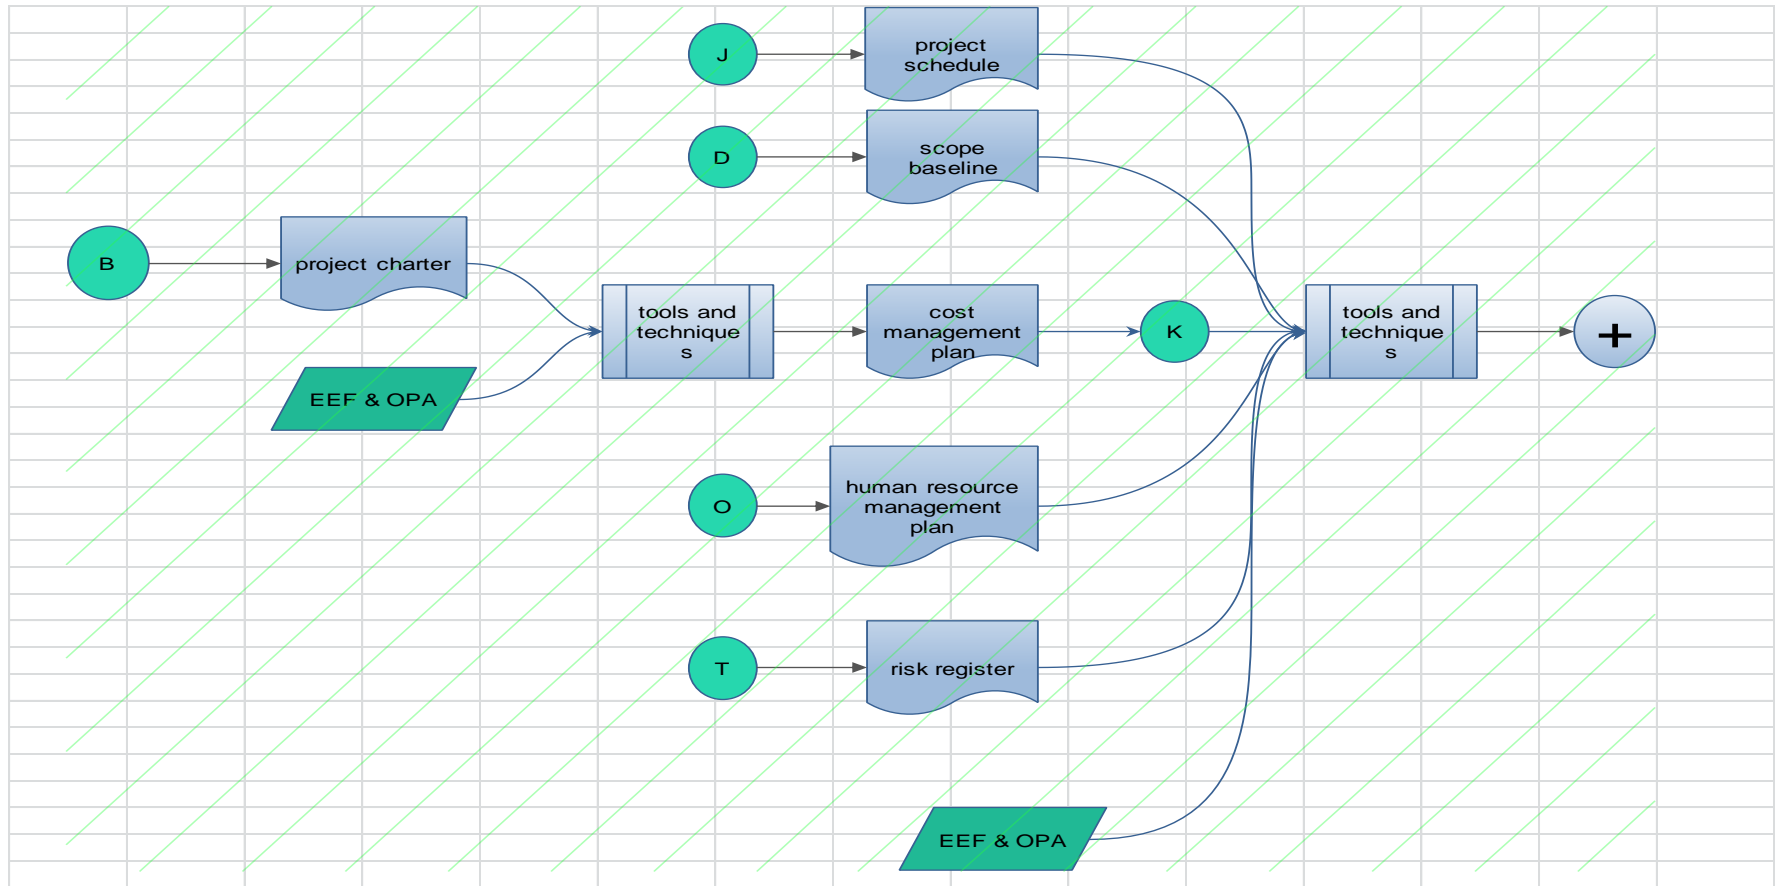 J
project
schedule
D
scope
baseline
B
project charter
tools and
technique
s
cost
management
plan
K
tools and
technique
s
+
EEF & OPA
O
human resource
management
plan
T
risk register
EEF & OPA